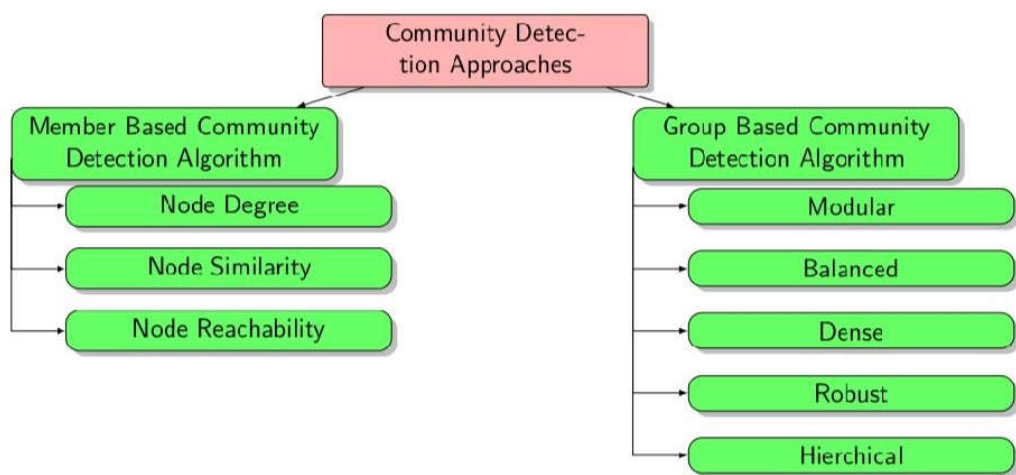 Community Detec-
tion Approaches
Member Based Community
Detection Algorithm
Node Degree
Node Similarity
Node Reachability
Group Based Community
Detection Algorithm
Modular
Balanced
Dense
Robust
Hierchical